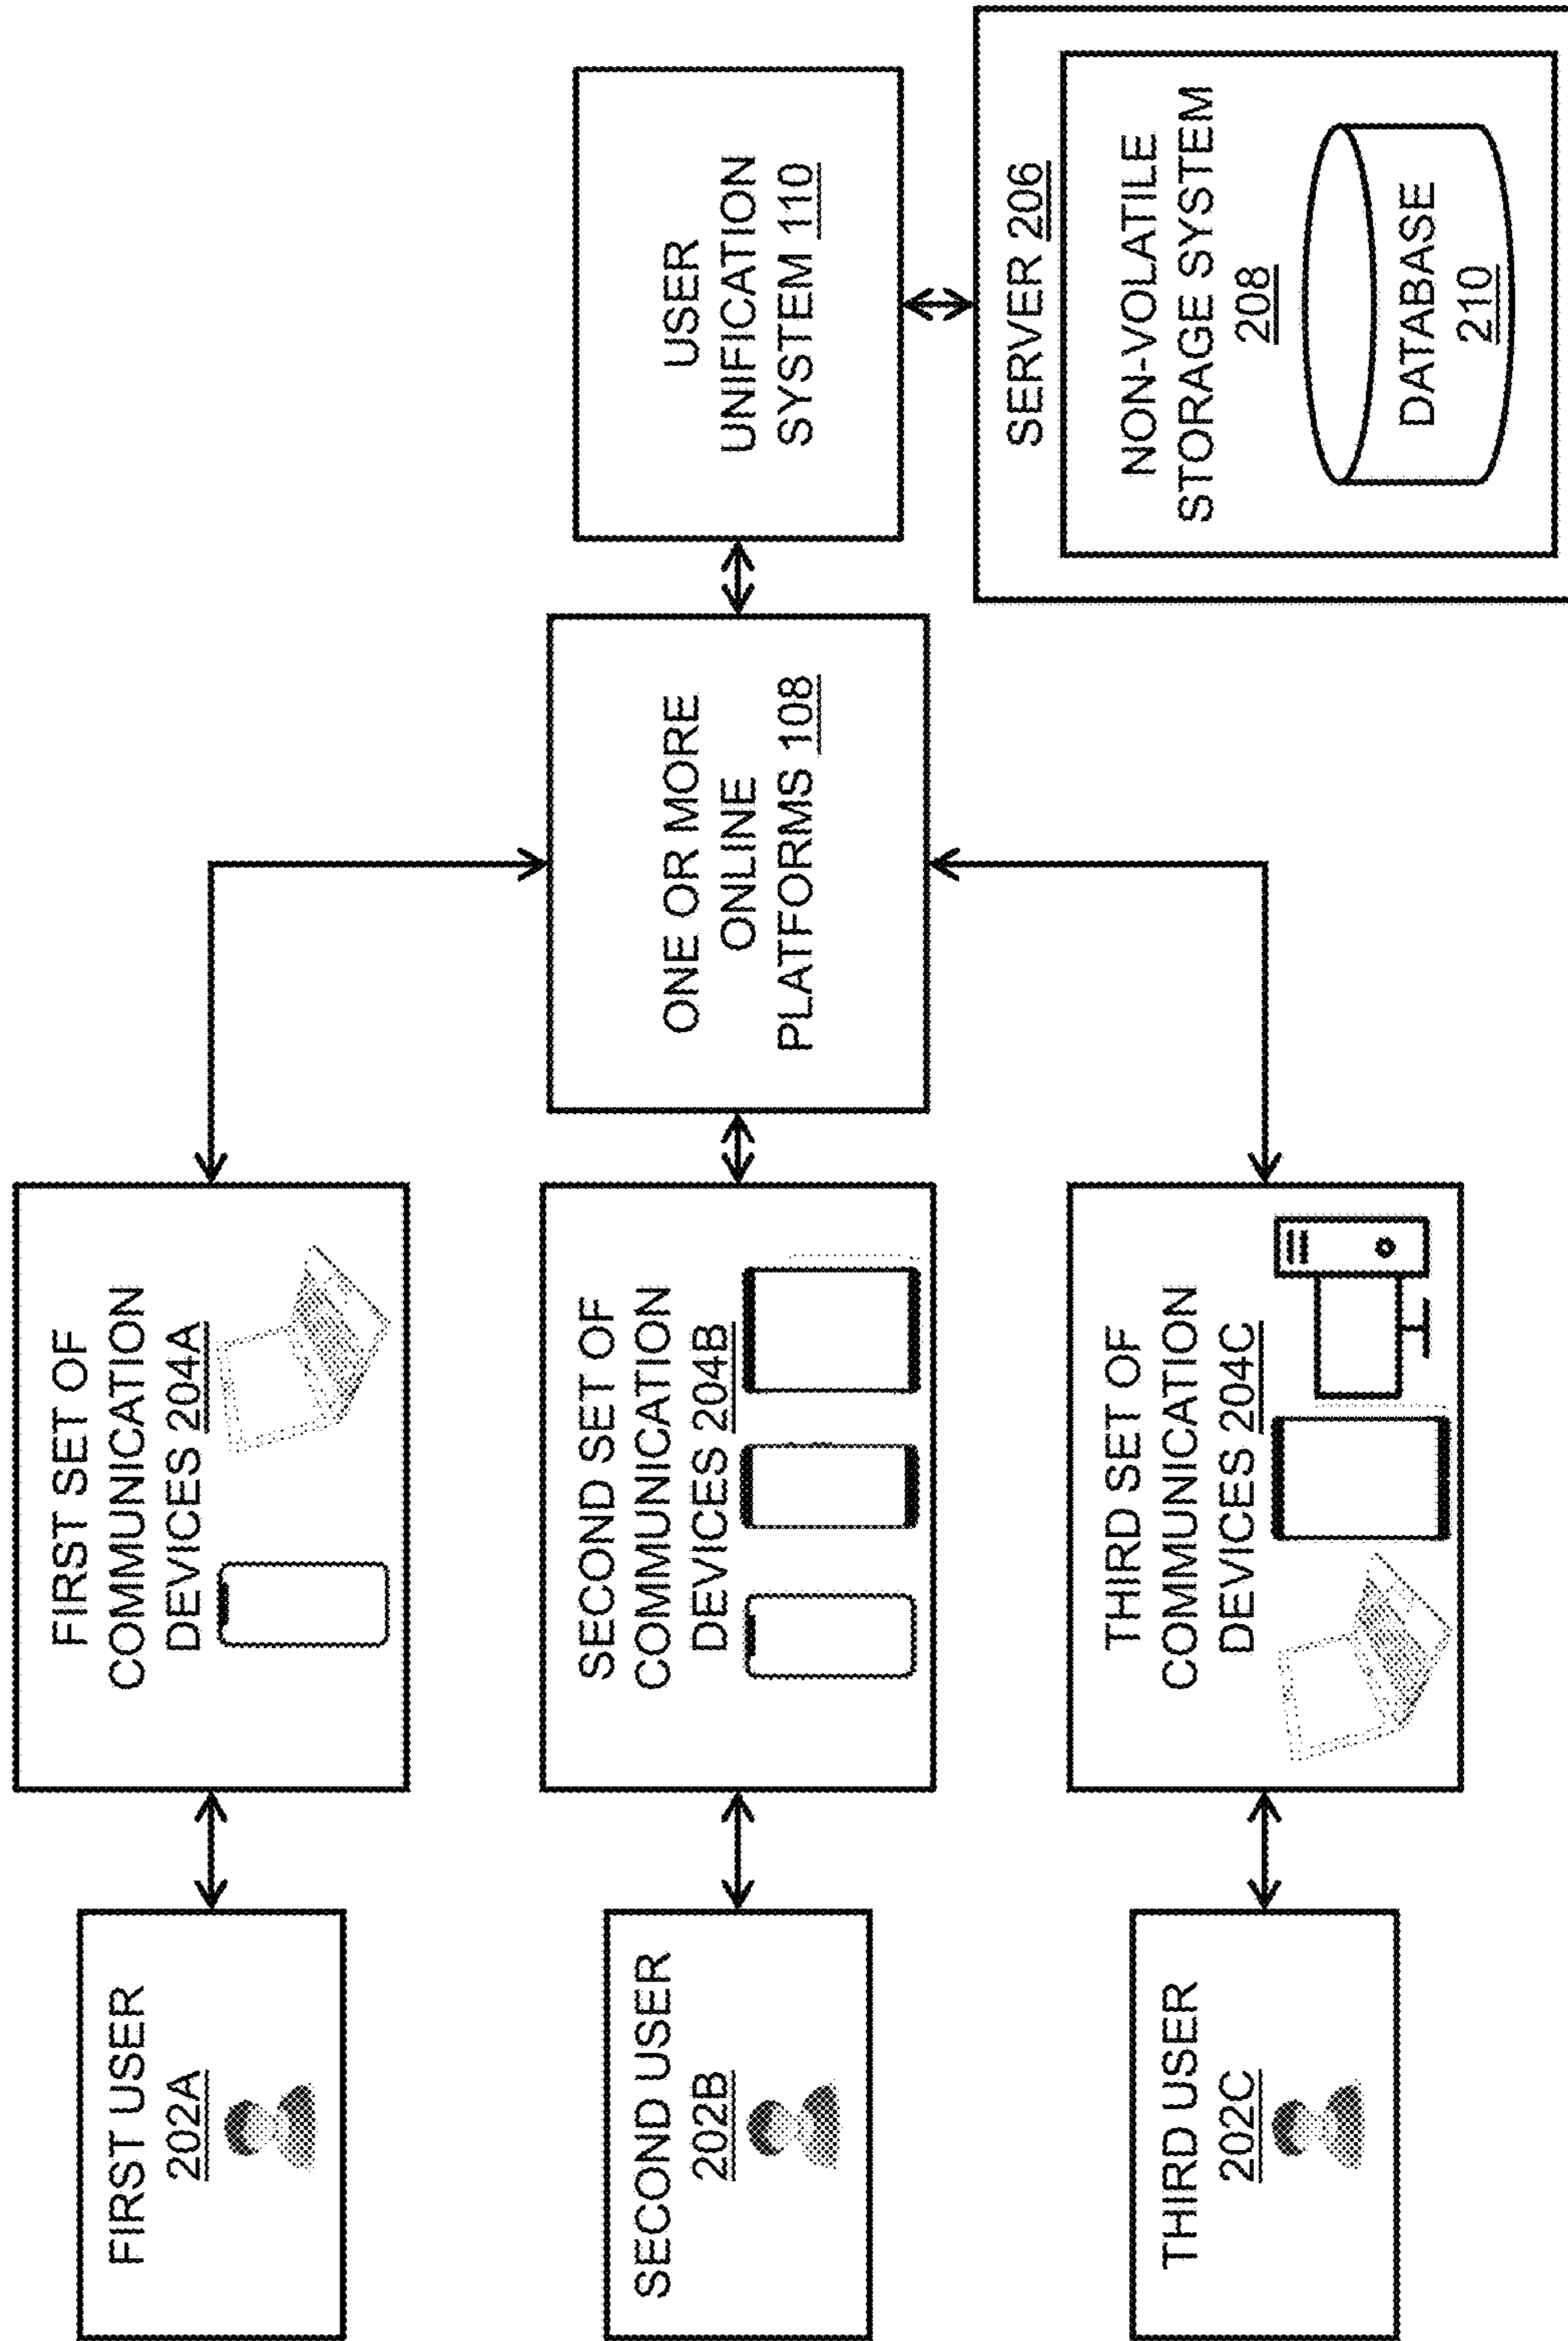 FIRST USER
202A
SECOND USER
202B
THIRD USER
202C
FIRST SET OF
COMMUNICATION
DEVICES 204A
SECOND SET OF
COMMUNICATION
DEVICES 204B
THIRD SET OF
COMMUNICATION
DEVICES 204C
ONE OR MORE
ONLINE
PLATFORMS 108
USER
UNIFICATION
SYSTEM 110
SERVER 206
NON-VOLATILE
STORAGE SYSTEM
208
DATABASE
210